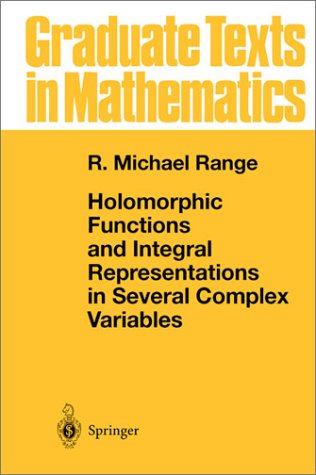 Graduate Texts
in Mathematics
R. Michael Range
Holomorphic
Functions
and Integral
Representations
in Several Complex
Variables
Springer